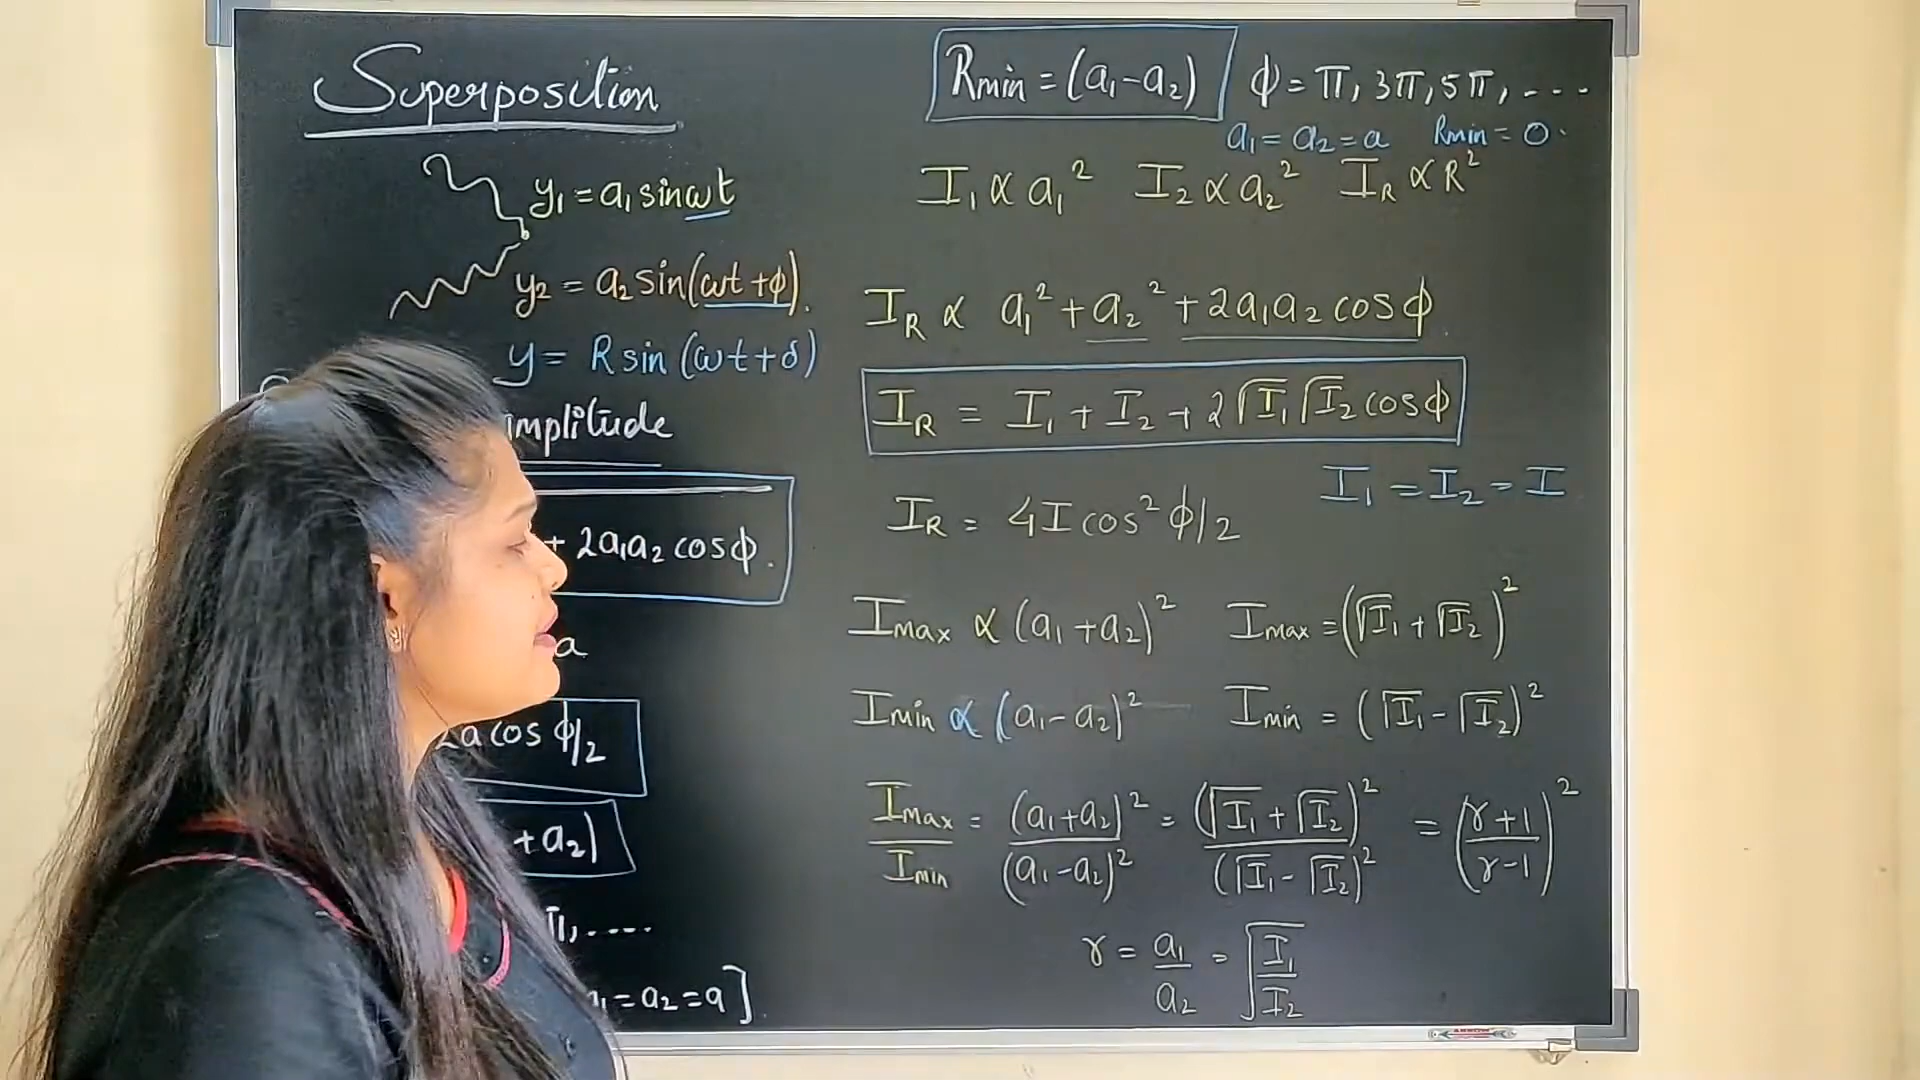 Superposition
y₁ = a₁ sinωt
y₂ = a₂ sin(ωt + ϕ).
y = R sin (ωt + δ)
mplitude
+ 2a₁a₂ cosϕ.
a
2a cos ϕ/2
+ a₂)
π, ....
a₁ = a₂ = a]
Rmin = (a₁ - a₂) ϕ = π, 3π, 5π, ....
a₁ = a₂ = a Rmin = 0.
I₁ ∝ a₁² I₂ ∝ a₂² I_R ∝ R²
I_R ∝ a₁² + a₂² + 2a₁a₂ cosϕ
I_R = I₁ + I₂ + 2√I₁ √I₂ cosϕ
I₁ = I₂ = I
I_R = 4I cos² ϕ/2
Imax ∝ (a₁ + a₂)² Imax = (√I₁ + √I₂)²
Imin ∝ (a₁ - a₂)² Imin = (√I₁ - √I₂)²
Imax/Imin = (a₁+a₂)²/(a₁-a₂)² = (√I₁ + √I₂)²/(√I₁ - √I₂)² = (r+1/r-1)²
r = a₁/a₂ = √I₁/I₂